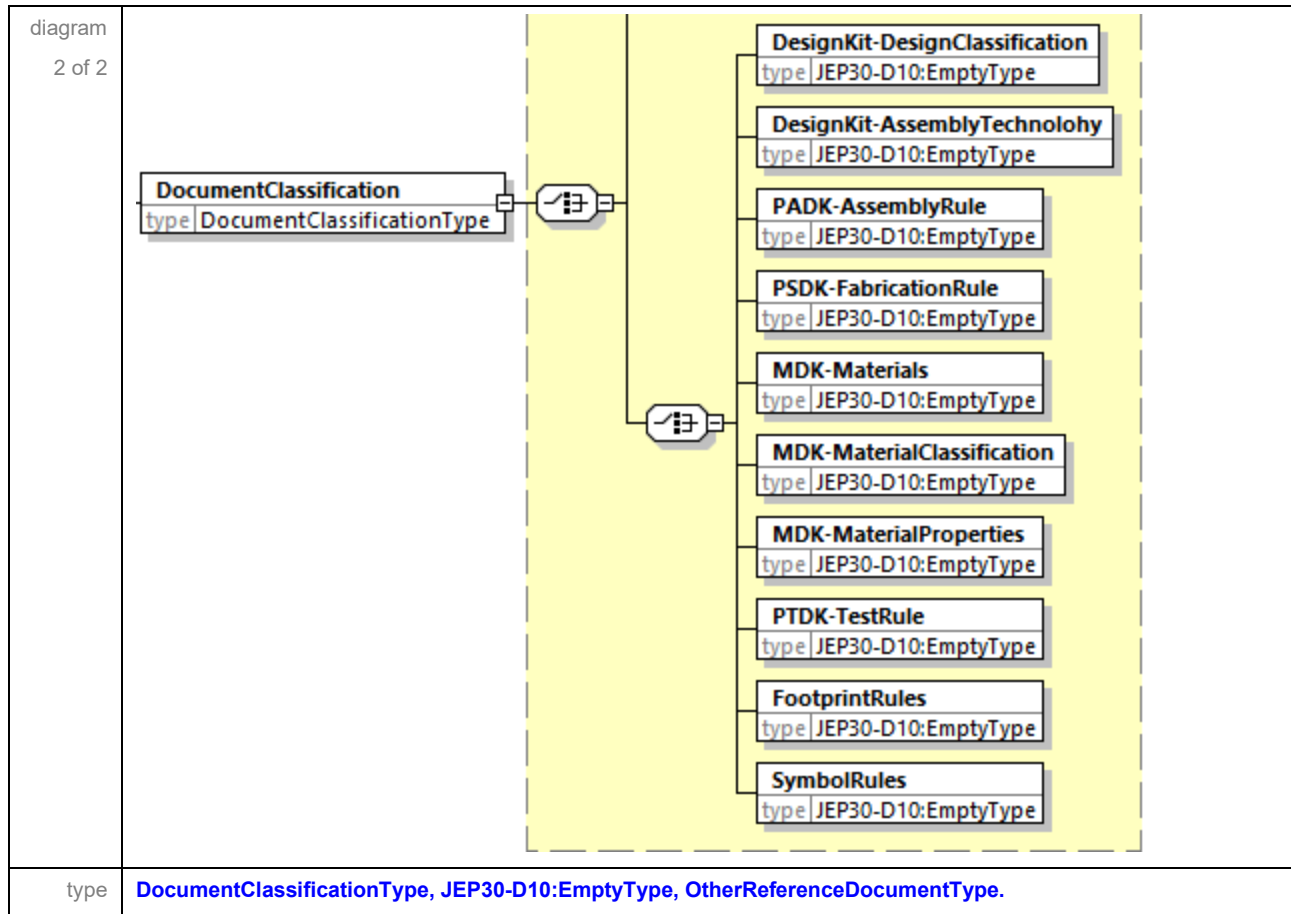 diagram
2 of 2
DesignKit-DesignClassification
type JEP30-D10:EmptyType
DesignKit-AssemblyTechnolohy
type JEP30-D10:EmptyType
DocumentClassification
type DocumentClassificationType
PADK-AssemblyRule
type JEP30-D10:EmptyType
PSDK-FabricationRule
type JEP30-D10:EmptyType
MDK-Materials
type JEP30-D10:EmptyType
MDK-MaterialClassification
type JEP30-D10:EmptyType
MDK-MaterialProperties
type JEP30-D10:EmptyType
PTDK-TestRule
type JEP30-D10:EmptyType
FootprintRules
type JEP30-D10:EmptyType
SymbolRules
type JEP30-D10:EmptyType
type DocumentClassificationType, JEP30-D10:EmptyType, OtherReferenceDocumentType.